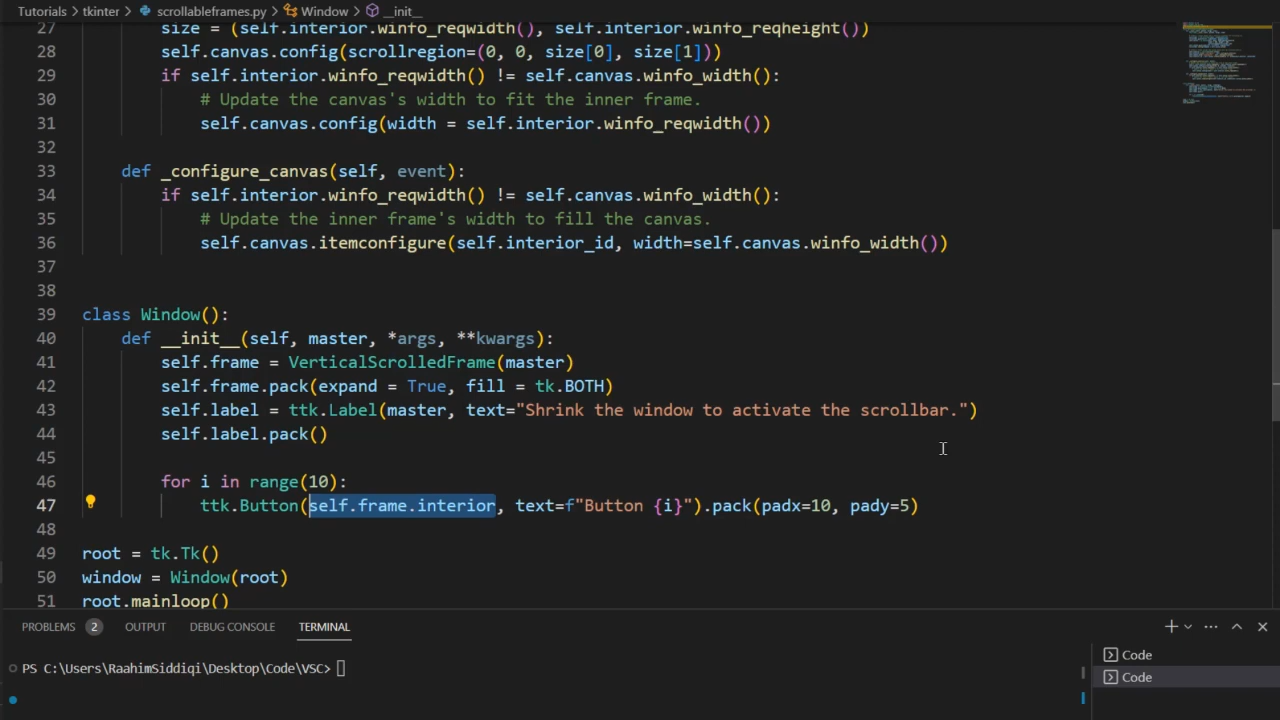 Tutorials > tkinter > scrollableframes.py > Window > __init__
27 size = (self.interior.winfo_reqwidth(), self.interior.winfo_reqheight())
28 self.canvas.config(scrollregion=(0, 0, size[0], size[1]))
29 if self.interior.winfo_reqwidth() != self.canvas.winfo_width():
30 # Update the canvas's width to fit the inner frame.
31 self.canvas.config(width = self.interior.winfo_reqwidth())
32
33 def _configure_canvas(self, event):
34 if self.interior.winfo_reqwidth() != self.canvas.winfo_width():
35 # Update the inner frame's width to fill the canvas.
36 self.canvas.itemconfigure(self.interior_id, width=self.canvas.winfo_width())
37
38
39 class Window():
40 def __init__(self, master, *args, **kwargs):
41 self.frame = VerticalScrolledFrame(master)
42 self.frame.pack(expand = True, fill = tk.BOTH)
43 self.label = ttk.Label(master, text="Shrink the window to activate the scrollbar.")
44 self.label.pack()
45
46 for i in range(10):
47 ttk.Button(self.frame.interior, text=f"Button {i}").pack(padx=10, pady=5)
48
49 root = tk.Tk()
50 window = Window(root)
51 root.mainloop()
PROBLEMS 2 OUTPUT DEBUG CONSOLE TERMINAL
PS C:\Users\RaahimSiddiqi\Desktop\Code\VSC>
Code
Code